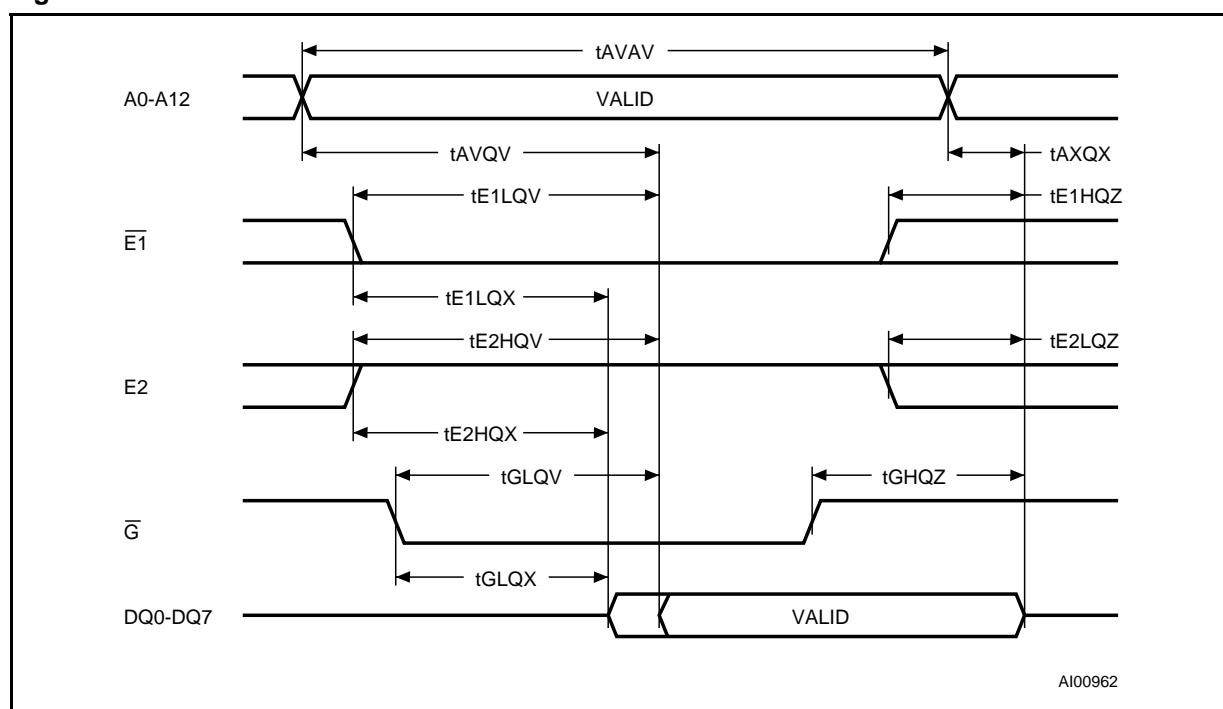 tAVAV
A0-A12
VALID
tAVQV
tAXQX
tE1LQV
tE1HQZ
E1
tE1LQX
tE2HQV
tE2LQZ
E2
tE2HQX
tGLQV
tGHQZ
G
tGLQX
DQ0-DQ7
VALID
AI00962